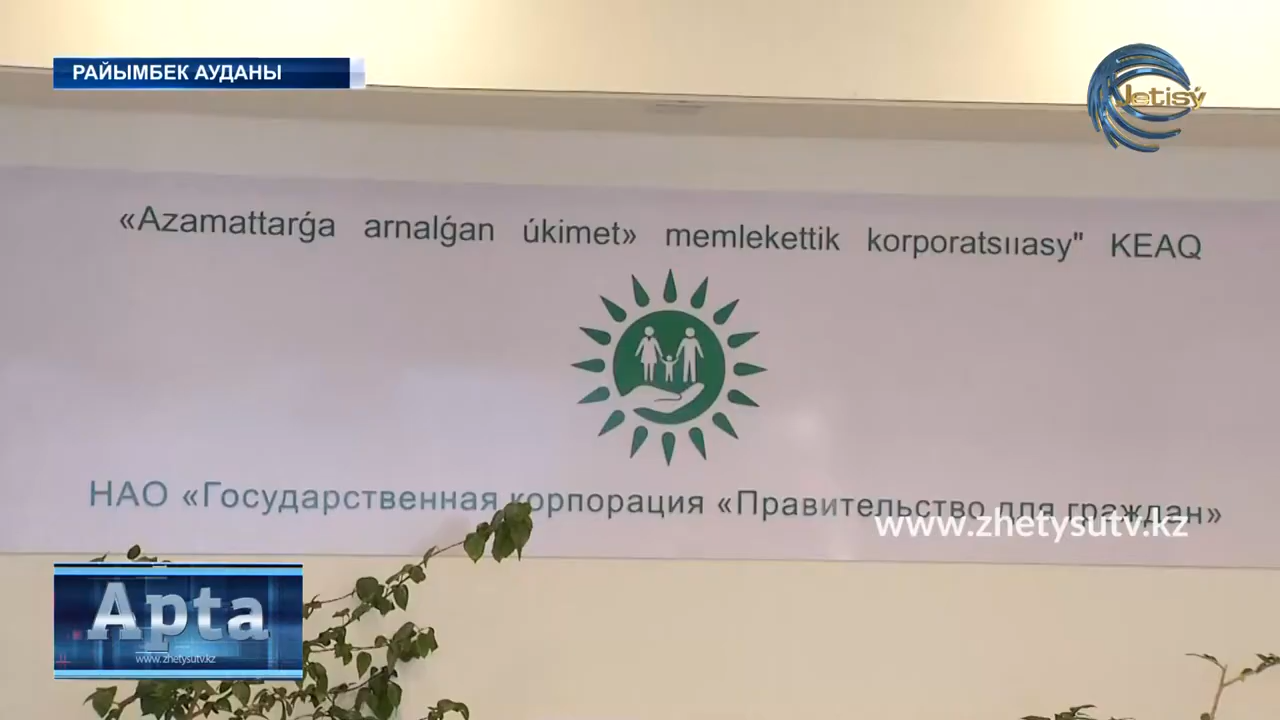 РАЙЫМБЕК АУДАНЫ
Jetisý
«Azamattarǵa arnalǵan úkimet» memlekettik korporatsııasy" KEAQ
НАО «Государственная корпорация «Правительство для граждан»
www.zhetysutv.kz
Apta
www.zhetysutv.kz